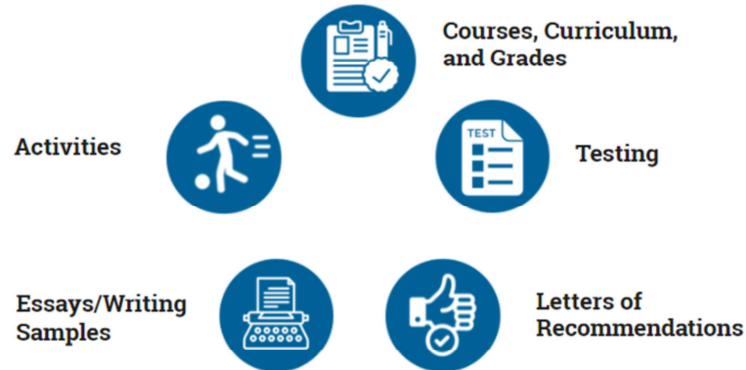 Courses, Curriculum,
and Grades
Activities
TEST
Testing
Essays/Writing
Samples
Letters of
Recommendations